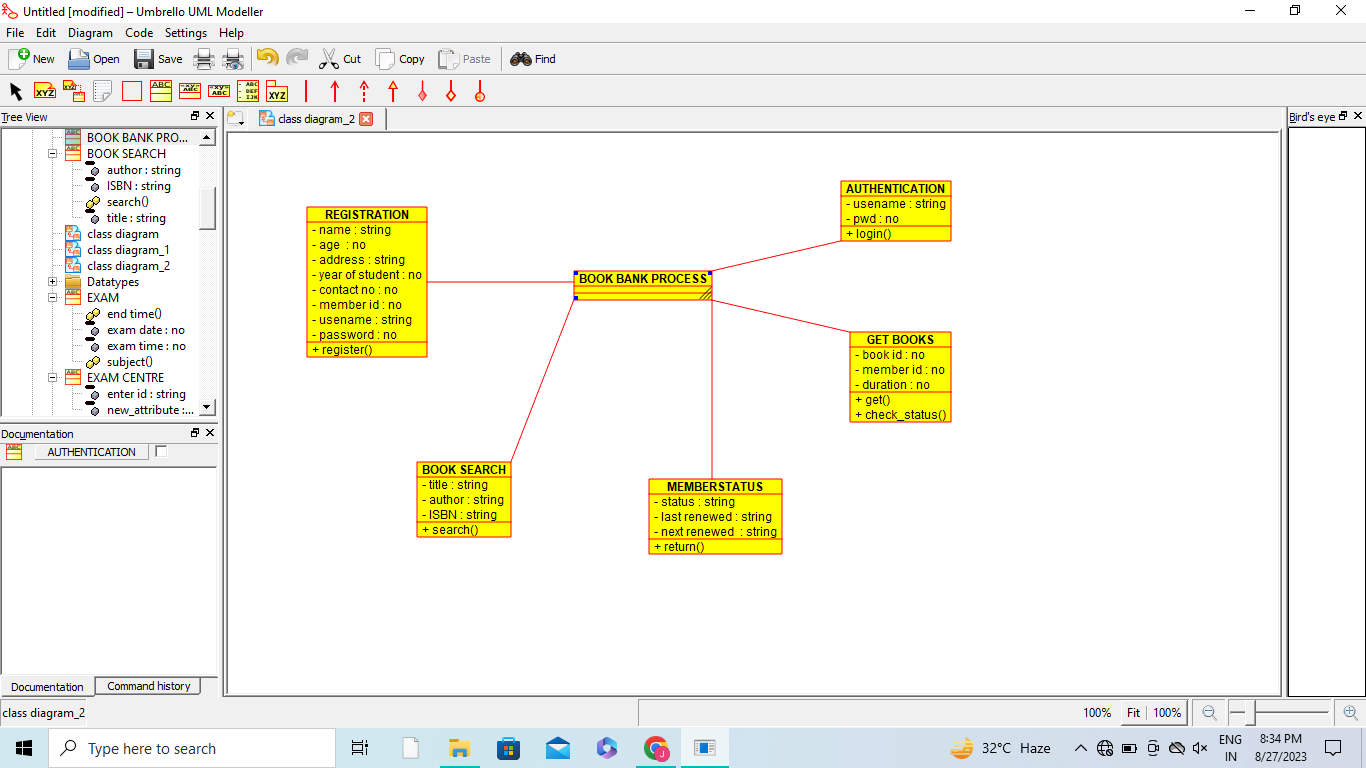 Untitled [modified] – Umbrello UML Modeller
File Edit Diagram Code Settings Help
New Open Save Cut Copy Paste Find
Tree View
BOOK BANK PRO...
BOOK SEARCH
author : string
ISBN : string
search()
title : string
class diagram
class diagram_1
class diagram_2
Datatypes
EXAM
end time()
exam date : no
exam time : no
subject()
EXAM CENTRE
enter id : string
new_attribute :...
Documentation
AUTHENTICATION
Documentation Command history
class diagram_2
class diagram_2
REGISTRATION
- name : string
- age : no
- address : string
- year of student : no
- contact no : no
- member id : no
- usename : string
- password : no
+ register()
BOOK BANK PROCESS
AUTHENTICATION
- usename : string
- pwd : no
+ login()
GET BOOKS
- book id : no
- member id : no
- duration : no
+ get()
+ check_status()
BOOK SEARCH
- title : string
- author : string
- ISBN : string
+ search()
MEMBERSTATUS
- status : string
- last renewed : string
- next renewed : string
+ return()
Bird's eye
100% Fit 100%
Type here to search
32°C Haze
ENG
IN
8:34 PM
8/27/2023